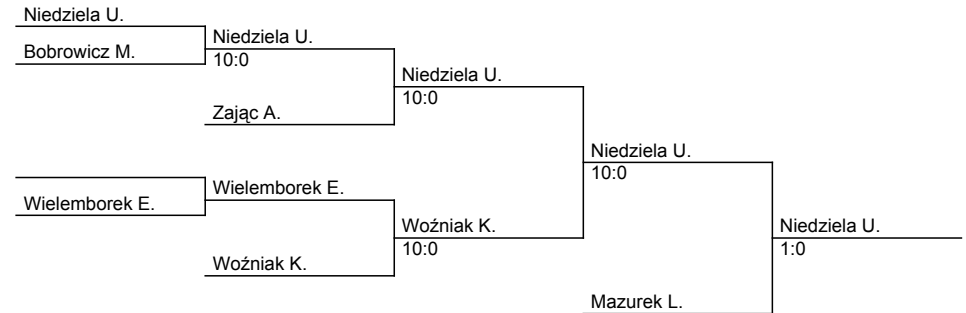 Niedziela U.
Bobrowicz M.
Niedziela U.
10:0
Zając A.
Niedziela U.
10:0
Wielemborek E.
Wielemborek E.
Woźniak K.
Woźniak K.
10:0
Niedziela U.
10:0
Mazurek L.
Niedziela U.
1:0